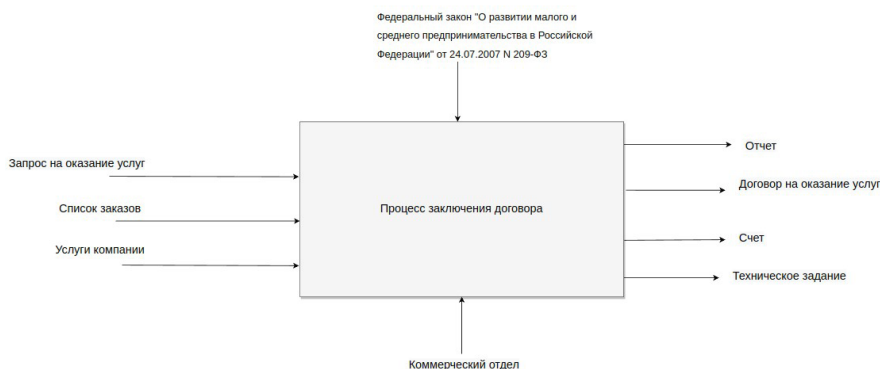 Федеральный закон "О развитии малого и
среднего предпринимательства в Российской
Федерации" от 24.07.2007 N 209-ФЗ
Запрос на оказание услуг
Список заказов
Услуги компании
Процесс заключения договора
Отчет
Договор на оказание услуг
Счет
Техническое задание
Коммерческий отдел